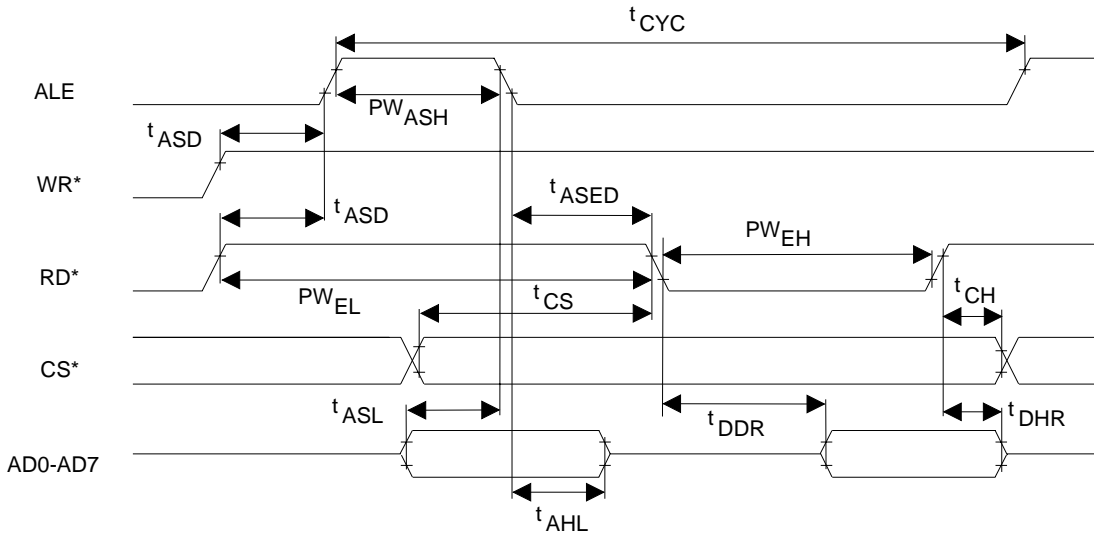 tCYC
ALE
PWASH
tASD
WR*
tASED
tASD
PWEH
RD*
PWEL
tCS
tCH
CS*
tASL
tDDR
tDHR
AD0-AD7
tAHL